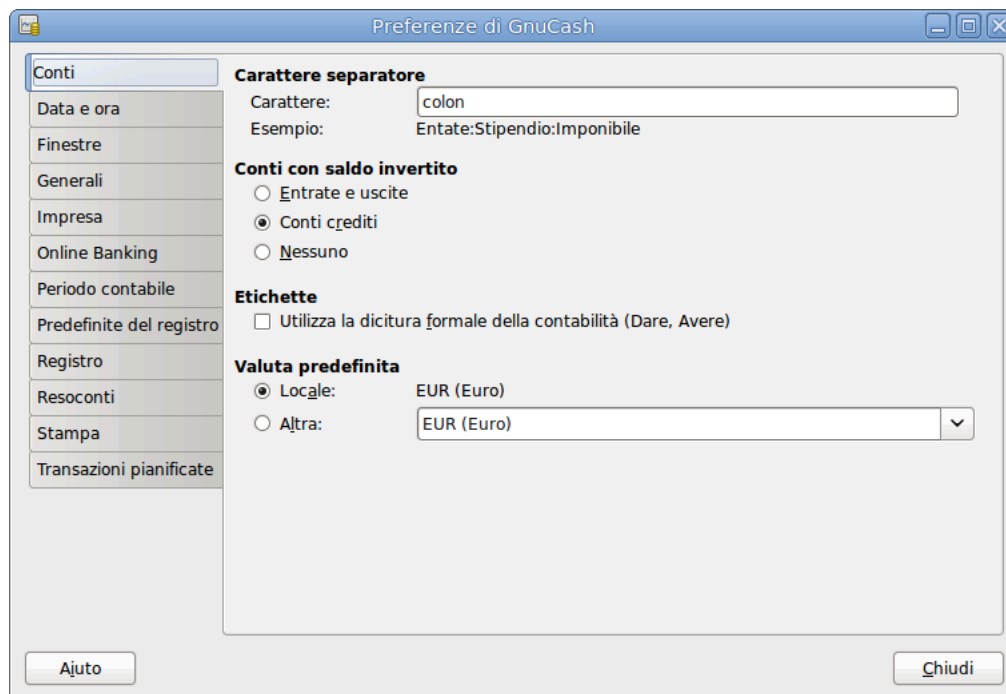 Preferenze di GnuCash
Conti
Data e ora
Finestre
Generali
Impresa
Online Banking
Periodo contabile
Predefinite del registro
Registro
Resoconti
Stampa
Transazioni pianificate
Carattere separatore
Carattere: colon
Esempio: Entate:Stipendio:Imponibile
Conti con saldo invertito
Entrate e uscite
Conti crediti
Nessuno
Etichette
Utilizza la dicitura formale della contabilità (Dare, Avere)
Valuta predefinita
Locale: EUR (Euro)
Altra: EUR (Euro)
Aiuto
Chiudi